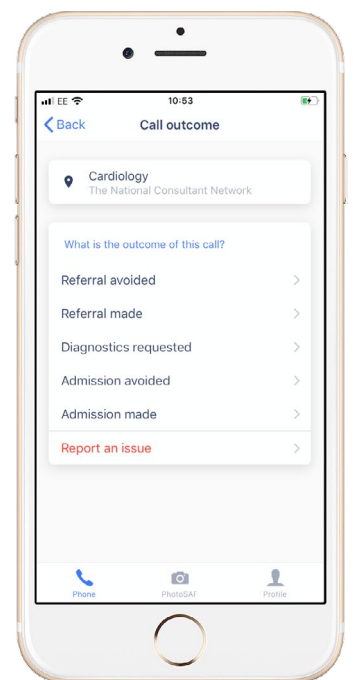 EE 10:53
Back Call outcome
Cardiology
The National Consultant Network
What is the outcome of this call?
Referral avoided
Referral made
Diagnostics requested
Admission avoided
Admission made
Report an issue
Phone PhotoSAF Profile